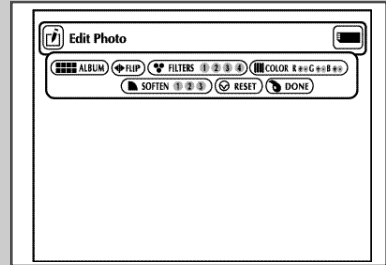 Edit Photo
ALBUM FLIP FILTERS 1 2 3 4 COLOR R G B
SOFTEN 1 2 3 RESET DONE